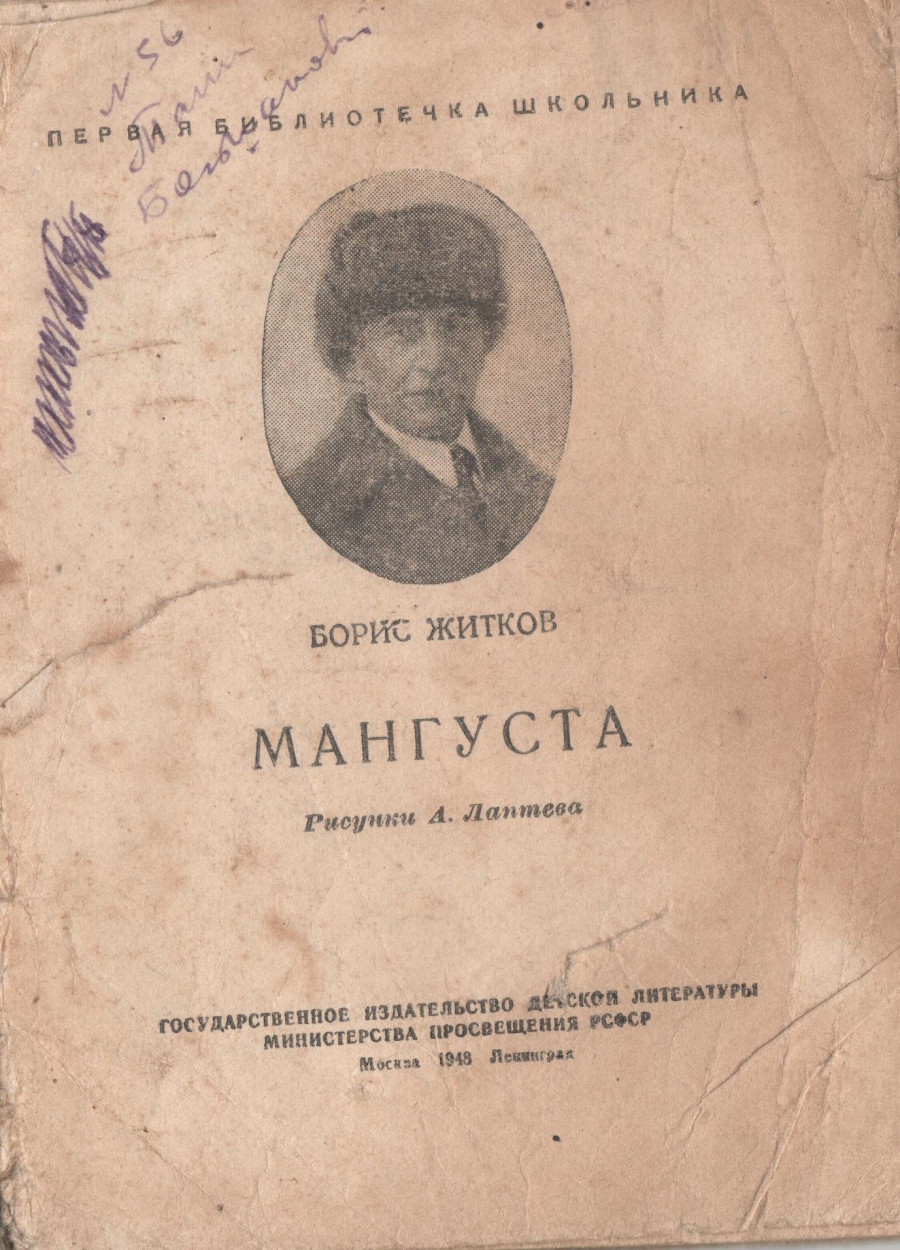 № 56
Тани
ПЕРВАЯ БИБЛИОТЕЧКА ШКОЛЬНИКА
БОРИС ЖИТКОВ
МАНГУСТА
Рисунки А. Лаптева
ГОСУДАРСТВЕННОЕ ИЗДАТЕЛЬСТВО ДЕТСКОЙ ЛИТЕРАТУРЫ
МИНИСТЕРСТВА ПРОСВЕЩЕНИЯ РСФСР
Москва 1948 Ленинград